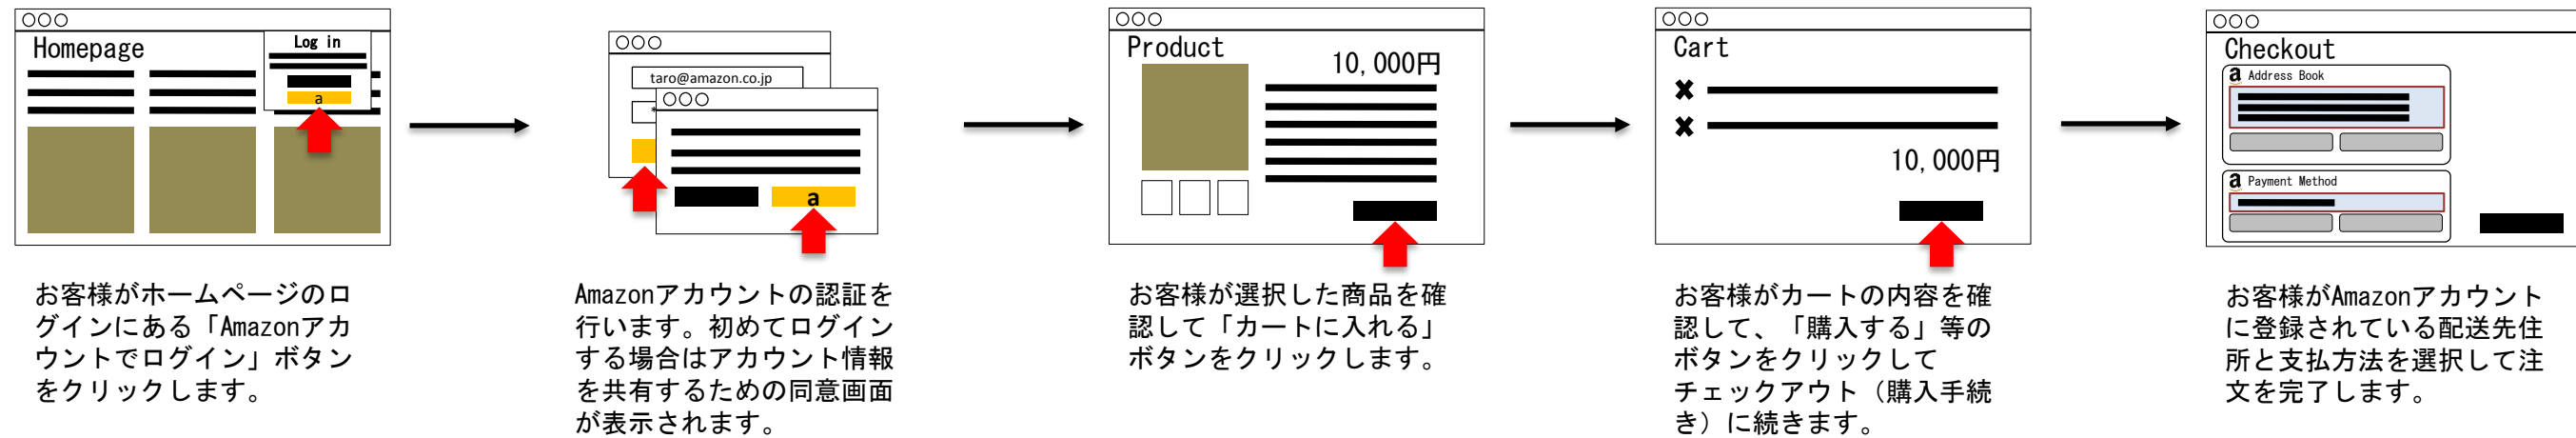 Homepage
Log in
a
お客様がホームページのロ
グインにある「Amazonアカ
ウントでログイン」ボタン
をクリックします。
taro@amazon.co.jp
*
a
Amazonアカウントの認証を
行います。初めてログイン
する場合はアカウント情報
を共有するための同意画面
が表示されます。
Product
10,000円
お客様が選択した商品を確
認して「カートに入れる」
ボタンをクリックします。
Cart
✖
✖
10,000円
お客様がカートの内容を確
認して、「購入する」等の
ボタンをクリックして
チェックアウト（購入手続
き）に続きます。
Checkout
a Address Book
a Payment Method
お客様がAmazonアカウント
に登録されている配送先住
所と支払方法を選択して注
文を完了します。